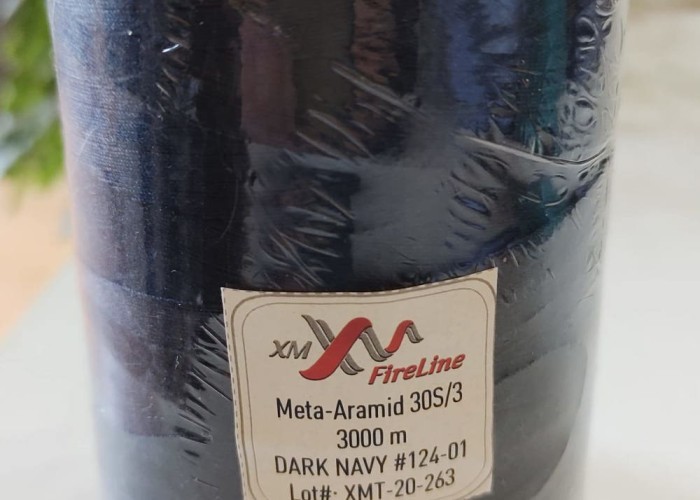 XM
FireLine
Meta-Aramid 30S/3
3000 m
DARK NAVY #124-01
Lot#: XMT-20-263